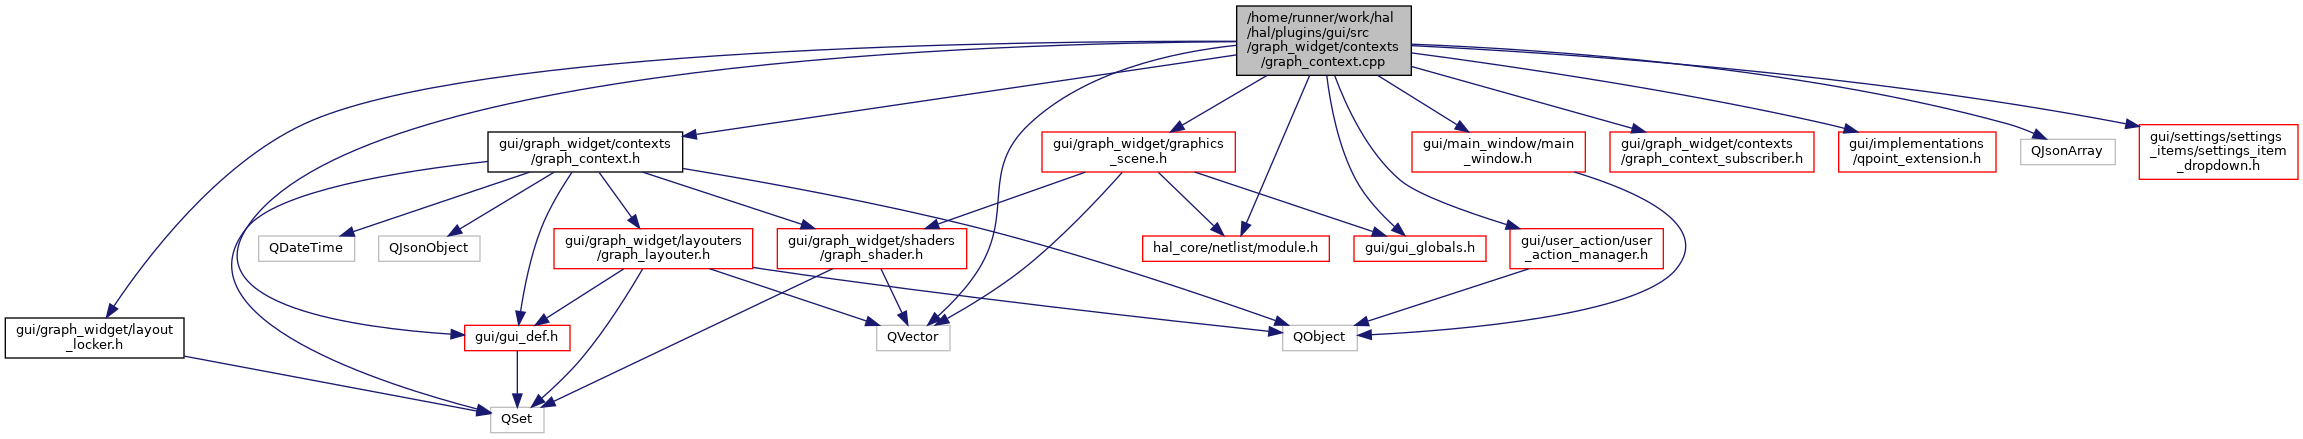 /home/runner/work/hal
/hal/plugins/gui/src
/graph_widget/contexts
/graph_context.cpp
gui/graph_widget/contexts
/graph_context.h
gui/graph_widget/graphics
_scene.h
gui/main_window/main
_window.h
gui/graph_widget/contexts
/graph_context_subscriber.h
gui/implementations
/qpoint_extension.h
QJsonArray
gui/settings/settings
_items/settings_item
_dropdown.h
QDateTime
QJsonObject
gui/graph_widget/layouters
/graph_layouter.h
gui/graph_widget/shaders
/graph_shader.h
hal_core/netlist/module.h
gui/gui_globals.h
gui/user_action/user
_action_manager.h
gui/graph_widget/layout
_locker.h
gui/gui_def.h
QVector
QObject
QSet